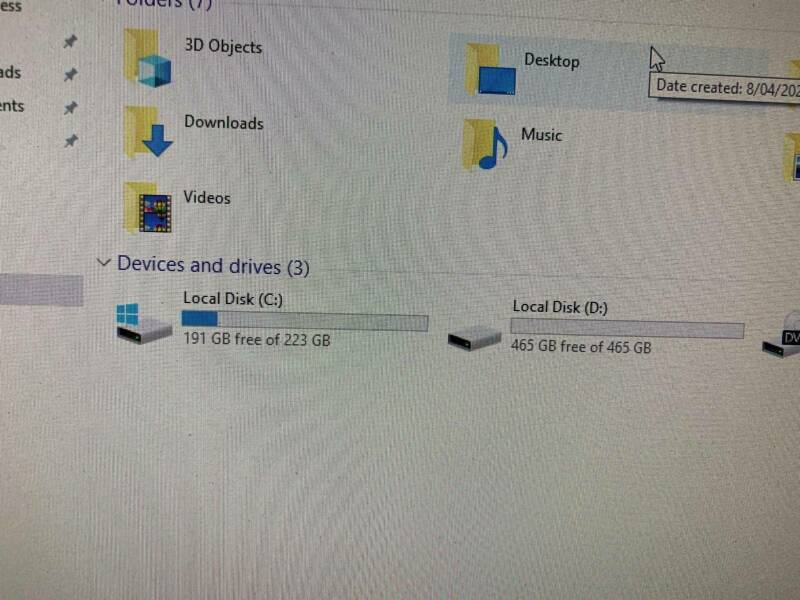 ess
Folders (7)
3D Objects
Desktop
ads
Date created: 8/04/202
ents
Downloads
Music
Videos
Devices and drives (3)
Local Disk (C:)
191 GB free of 223 GB
Local Disk (D:)
465 GB free of 465 GB
DV